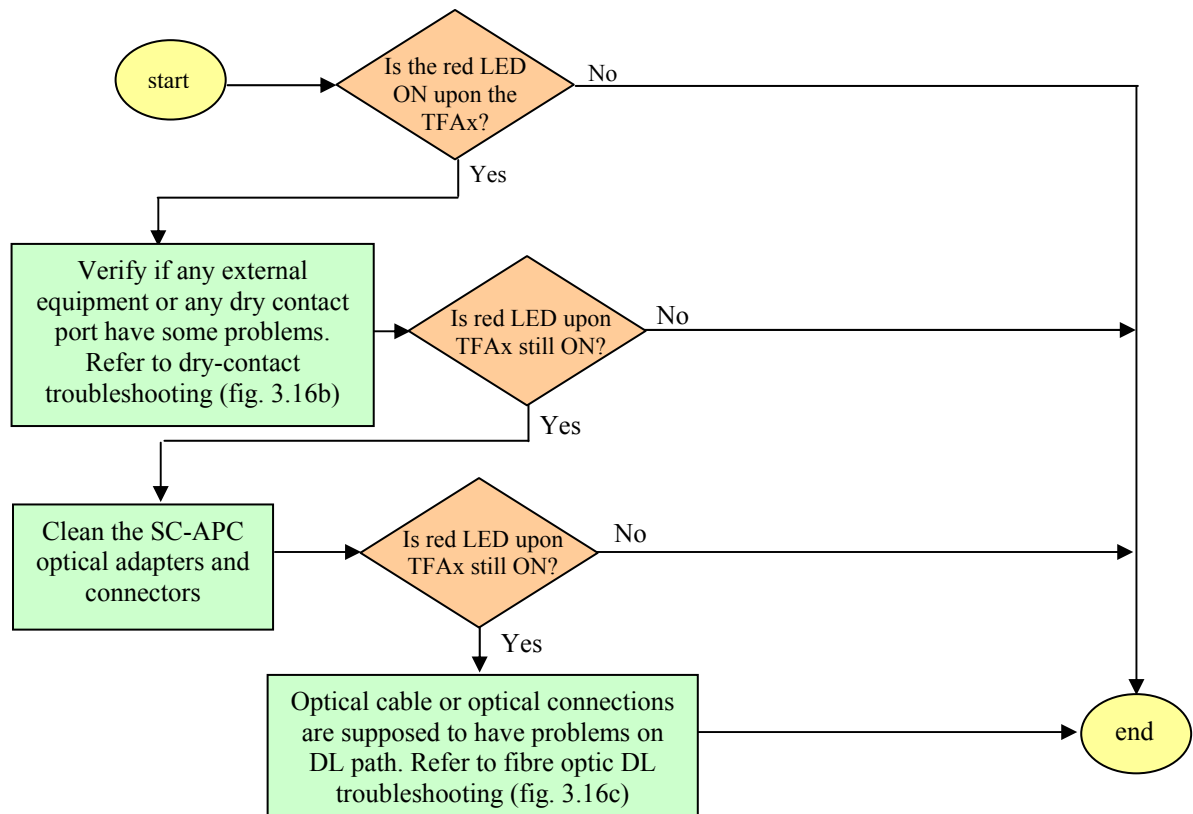 start
Is the red LED
ON upon the
TFAx?
No
Yes
Verify if any external
equipment or any dry contact
port have some problems.
Refer to dry-contact
troubleshooting (fig. 3.16b)
Is red LED upon
TFAx still ON?
No
Yes
Clean the SC-APC
optical adapters and
connectors
Is red LED upon
TFAx still ON?
No
Yes
Optical cable or optical connections
are supposed to have problems on
DL path. Refer to fibre optic DL
troubleshooting (fig. 3.16c)
end